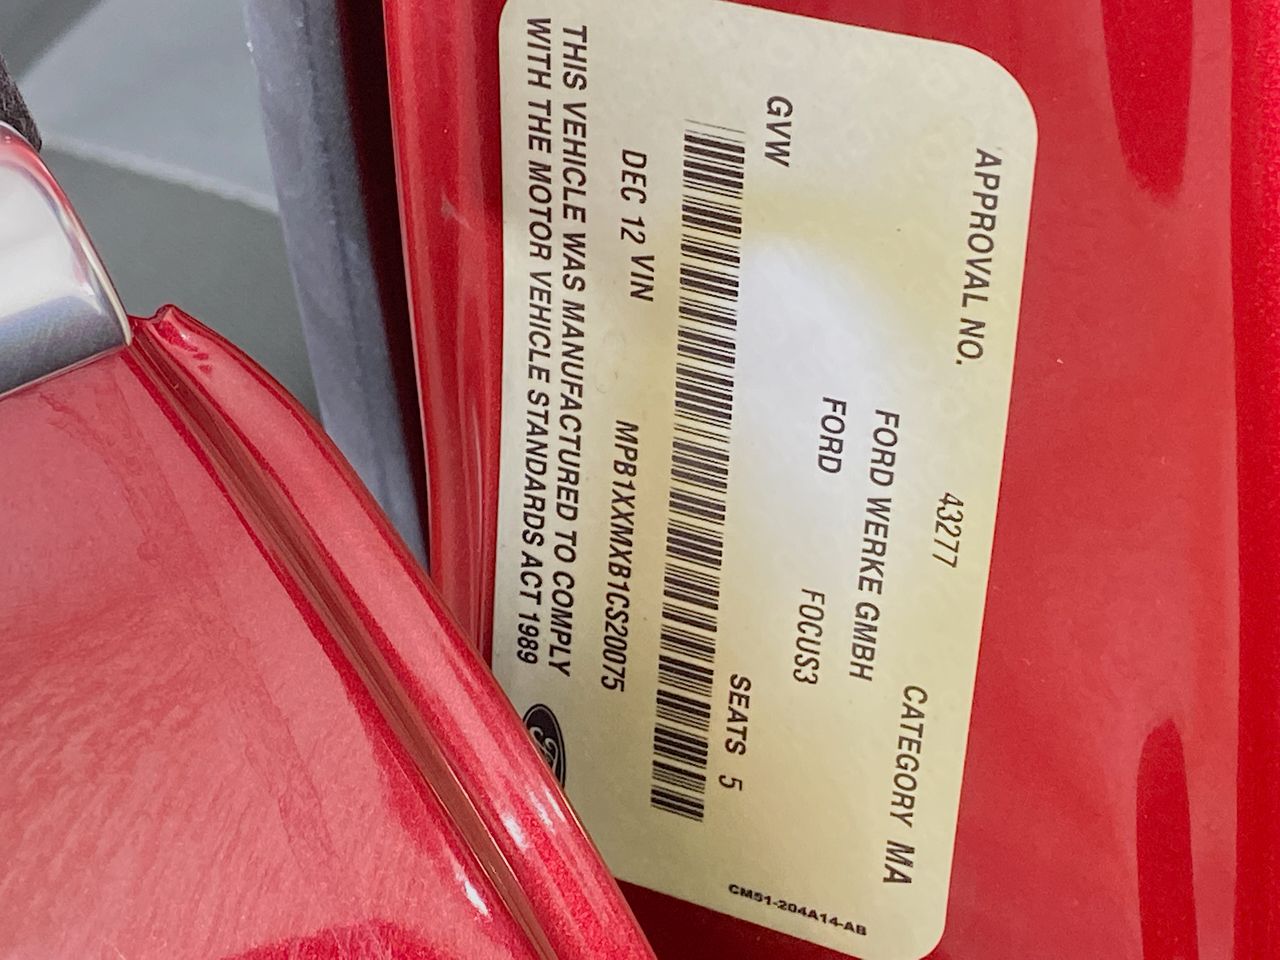 APPROVAL NO. 43277 CATEGORY MA
FORD WERKE GMBH
FORD FOCUS3
GVW SEATS 5
DEC 12 VIN MPB1XXMXB1CS20075
THIS VEHICLE WAS MANUFACTURED TO COMPLY
WITH THE MOTOR VEHICLE STANDARDS ACT 1989
CM51-204A14-AB